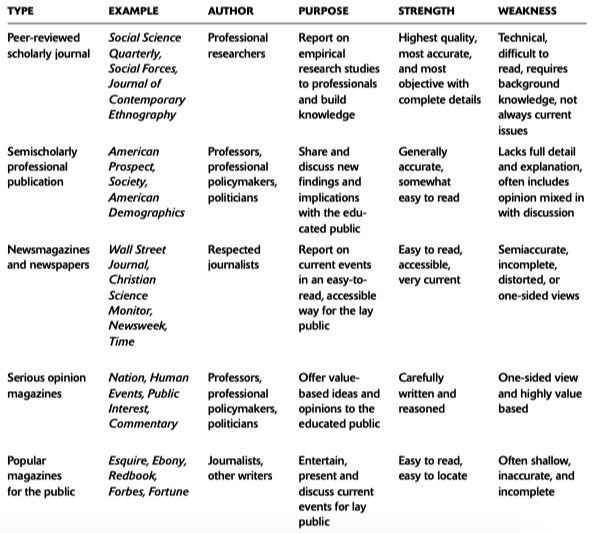 TYPE EXAMPLE AUTHOR PURPOSE STRENGTH WEAKNESS
Peer-reviewed Social Science Professional Report on Highest quality, Technical,
scholarly journal Quarterly, researchers empirical most accurate, difficult to
Social Forces, research studies and most read, requires
Journal of to professionals objective with background
Contemporary and build complete details knowledge, not
Ethnography knowledge always current
issues
Semischolarly American Professors, Share and Generally Lacks full detail
professional Prospect, professional discuss new accurate, and explanation,
publication Society, policymakers, findings and somewhat often includes
American politicians implications easy to read opinion mixed in
Demographics with the edu- with discussion
cated public
Newsmagazines Wall Street Respected Report on Easy to read, Semiaccurate,
and newspapers Journal, journalists current events accessible, incomplete,
Christian in an easy-to- very current distorted, or
Science read, accessible one-sided views
Monitor, way for the lay
Newsweek, public
Time
Serious opinion Nation, Human Professors, Offer value- Carefully One-sided view
magazines Events, Public professional based ideas and written and and highly value
Interest, policymakers, opinions to the reasoned based
Commentary politicians educated public
Popular Esquire, Ebony, Journalists, Entertain, Easy to read, Often shallow,
magazines Redbook, other writers present and easy to locate inaccurate, and
for the public Forbes, Fortune discuss current incomplete
events for lay
public